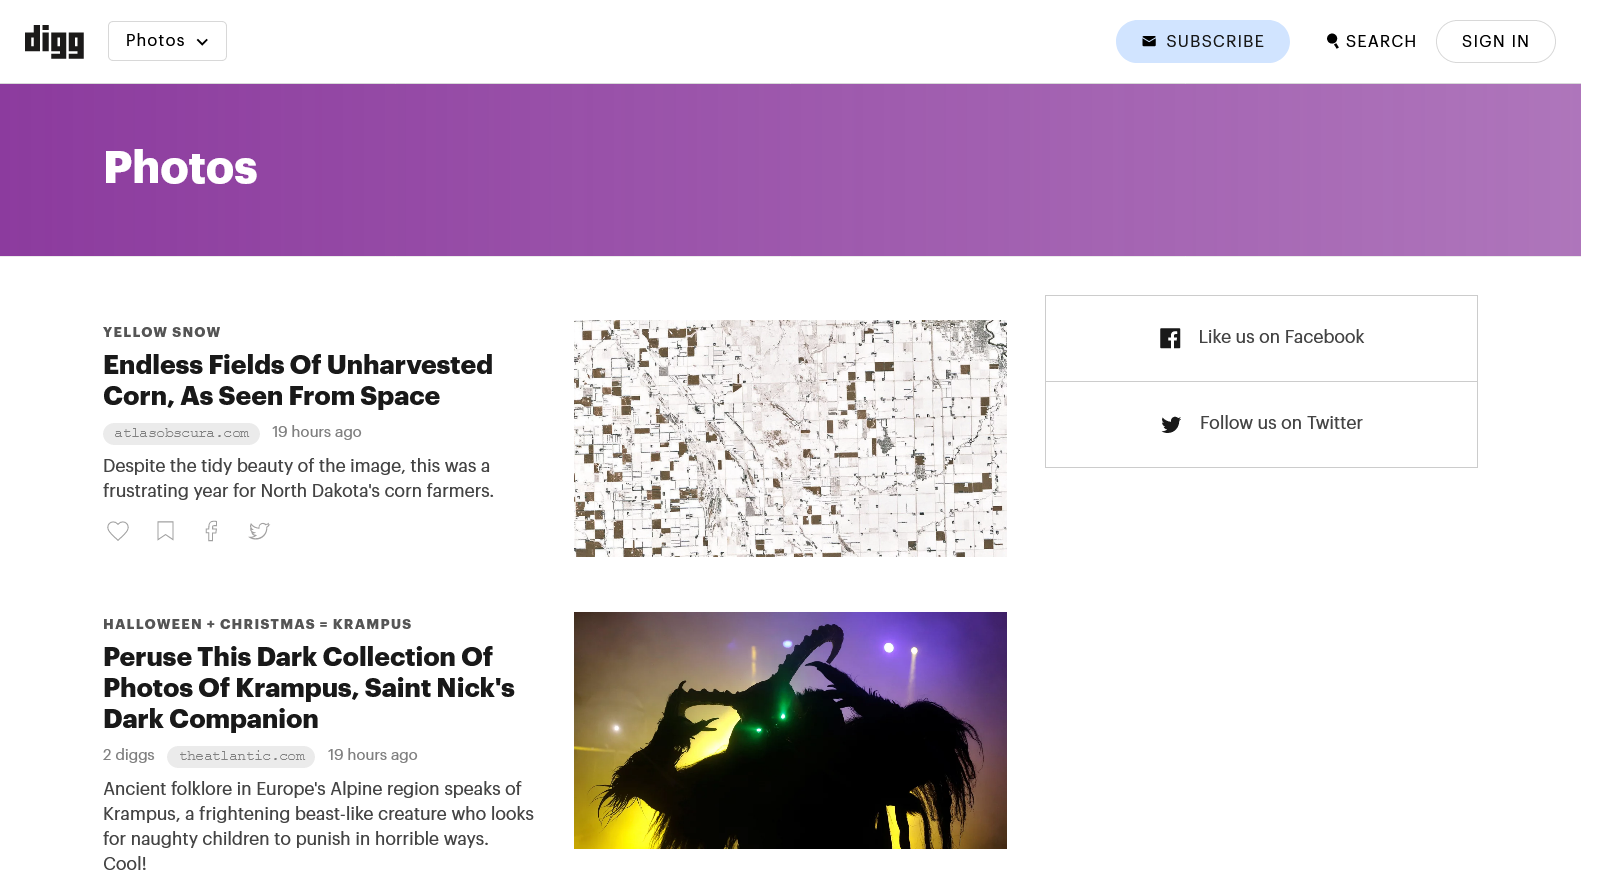 digg
Photos
SUBSCRIBE
SEARCH
SIGN IN
Photos
YELLOW SNOW
Endless Fields Of Unharvested
Corn, As Seen From Space
atlasobscura.com 19 hours ago
Despite the tidy beauty of the image, this was a
frustrating year for North Dakota's corn farmers.
Like us on Facebook
Follow us on Twitter
HALLOWEEN + CHRISTMAS = KRAMPUS
Peruse This Dark Collection Of
Photos Of Krampus, Saint Nick's
Dark Companion
2 diggs theatlantic.com 19 hours ago
Ancient folklore in Europe's Alpine region speaks of
Krampus, a frightening beast-like creature who looks
for naughty children to punish in horrible ways.
Cool!